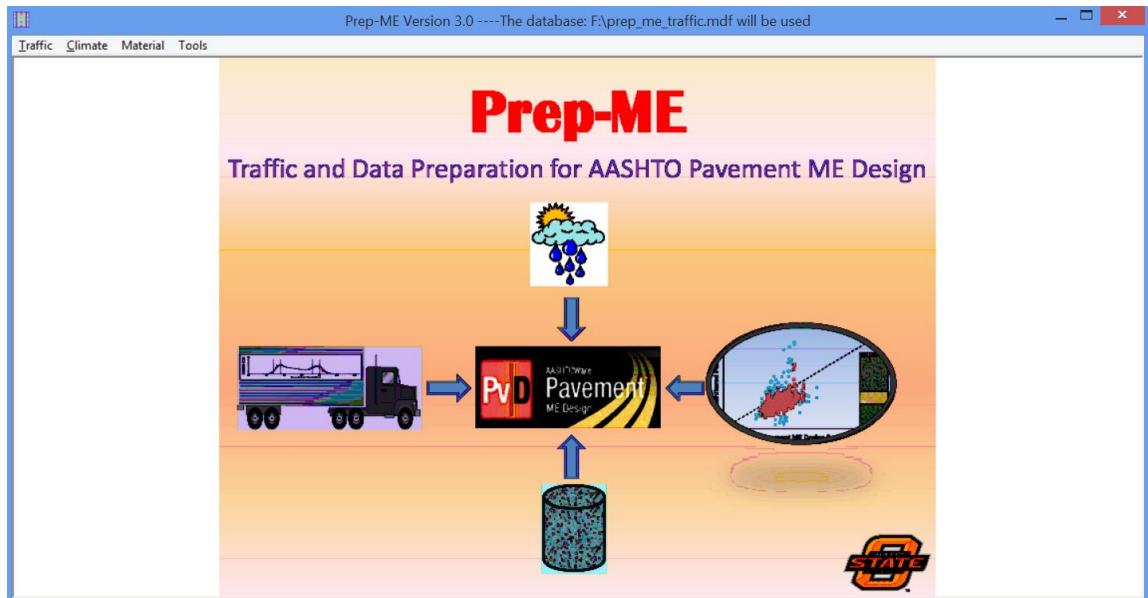 Prep-ME Version 3.0 ----The database: F:\prep_me_traffic.mdf will be used
Traffic Climate Material Tools
Prep-ME
Traffic and Data Preparation for AASHTO Pavement ME Design
PvD
AASHTOWare
Pavement
ME Design
STATE